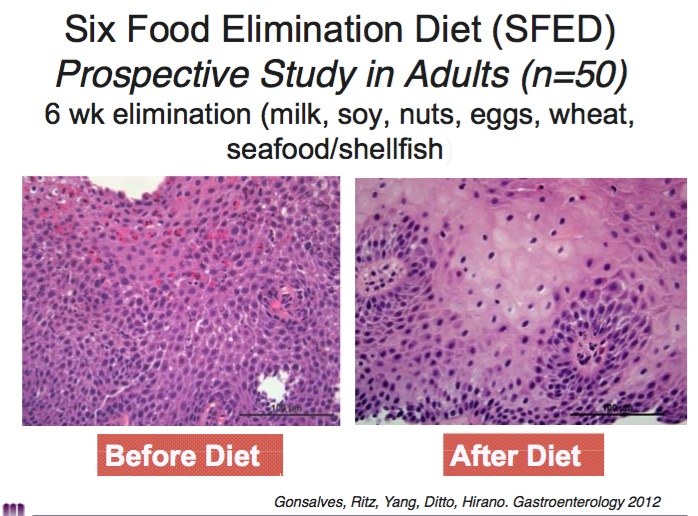 Six Food Elimination Diet (SFED)
Prospective Study in Adults (n=50)
6 wk elimination (milk, soy, nuts, eggs, wheat,
seafood/shellfish)
100 µm
100 µm
Before Diet
After Diet
Gonsalves, Ritz, Yang, Ditto, Hirano. Gastroenterology 2012